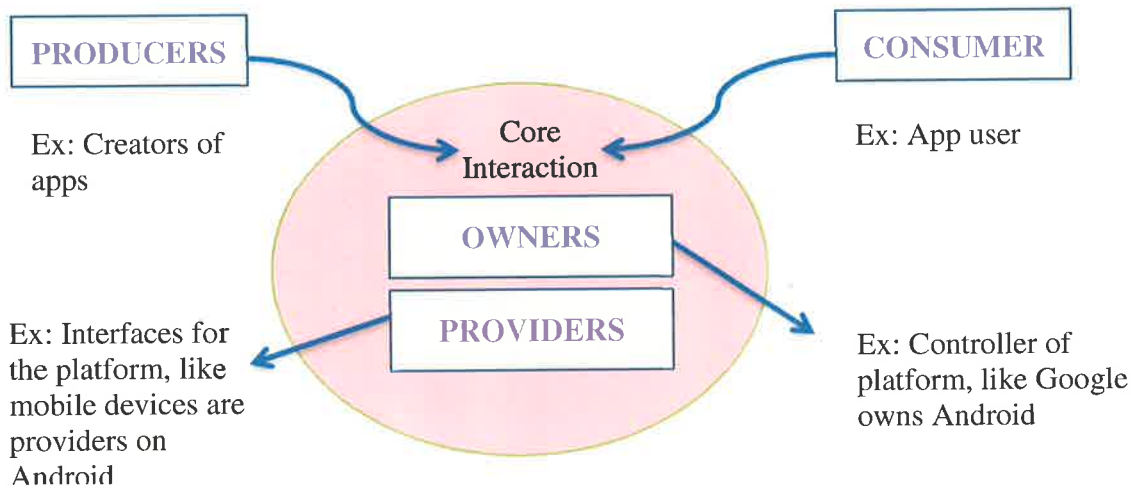 PRODUCERS
CONSUMER
Ex: Creators of
apps
Core
Interaction
Ex: App user
OWNERS
PROVIDERS
Ex: Interfaces for
the platform, like
mobile devices are
providers on
Android
Ex: Controller of
platform, like Google
owns Android